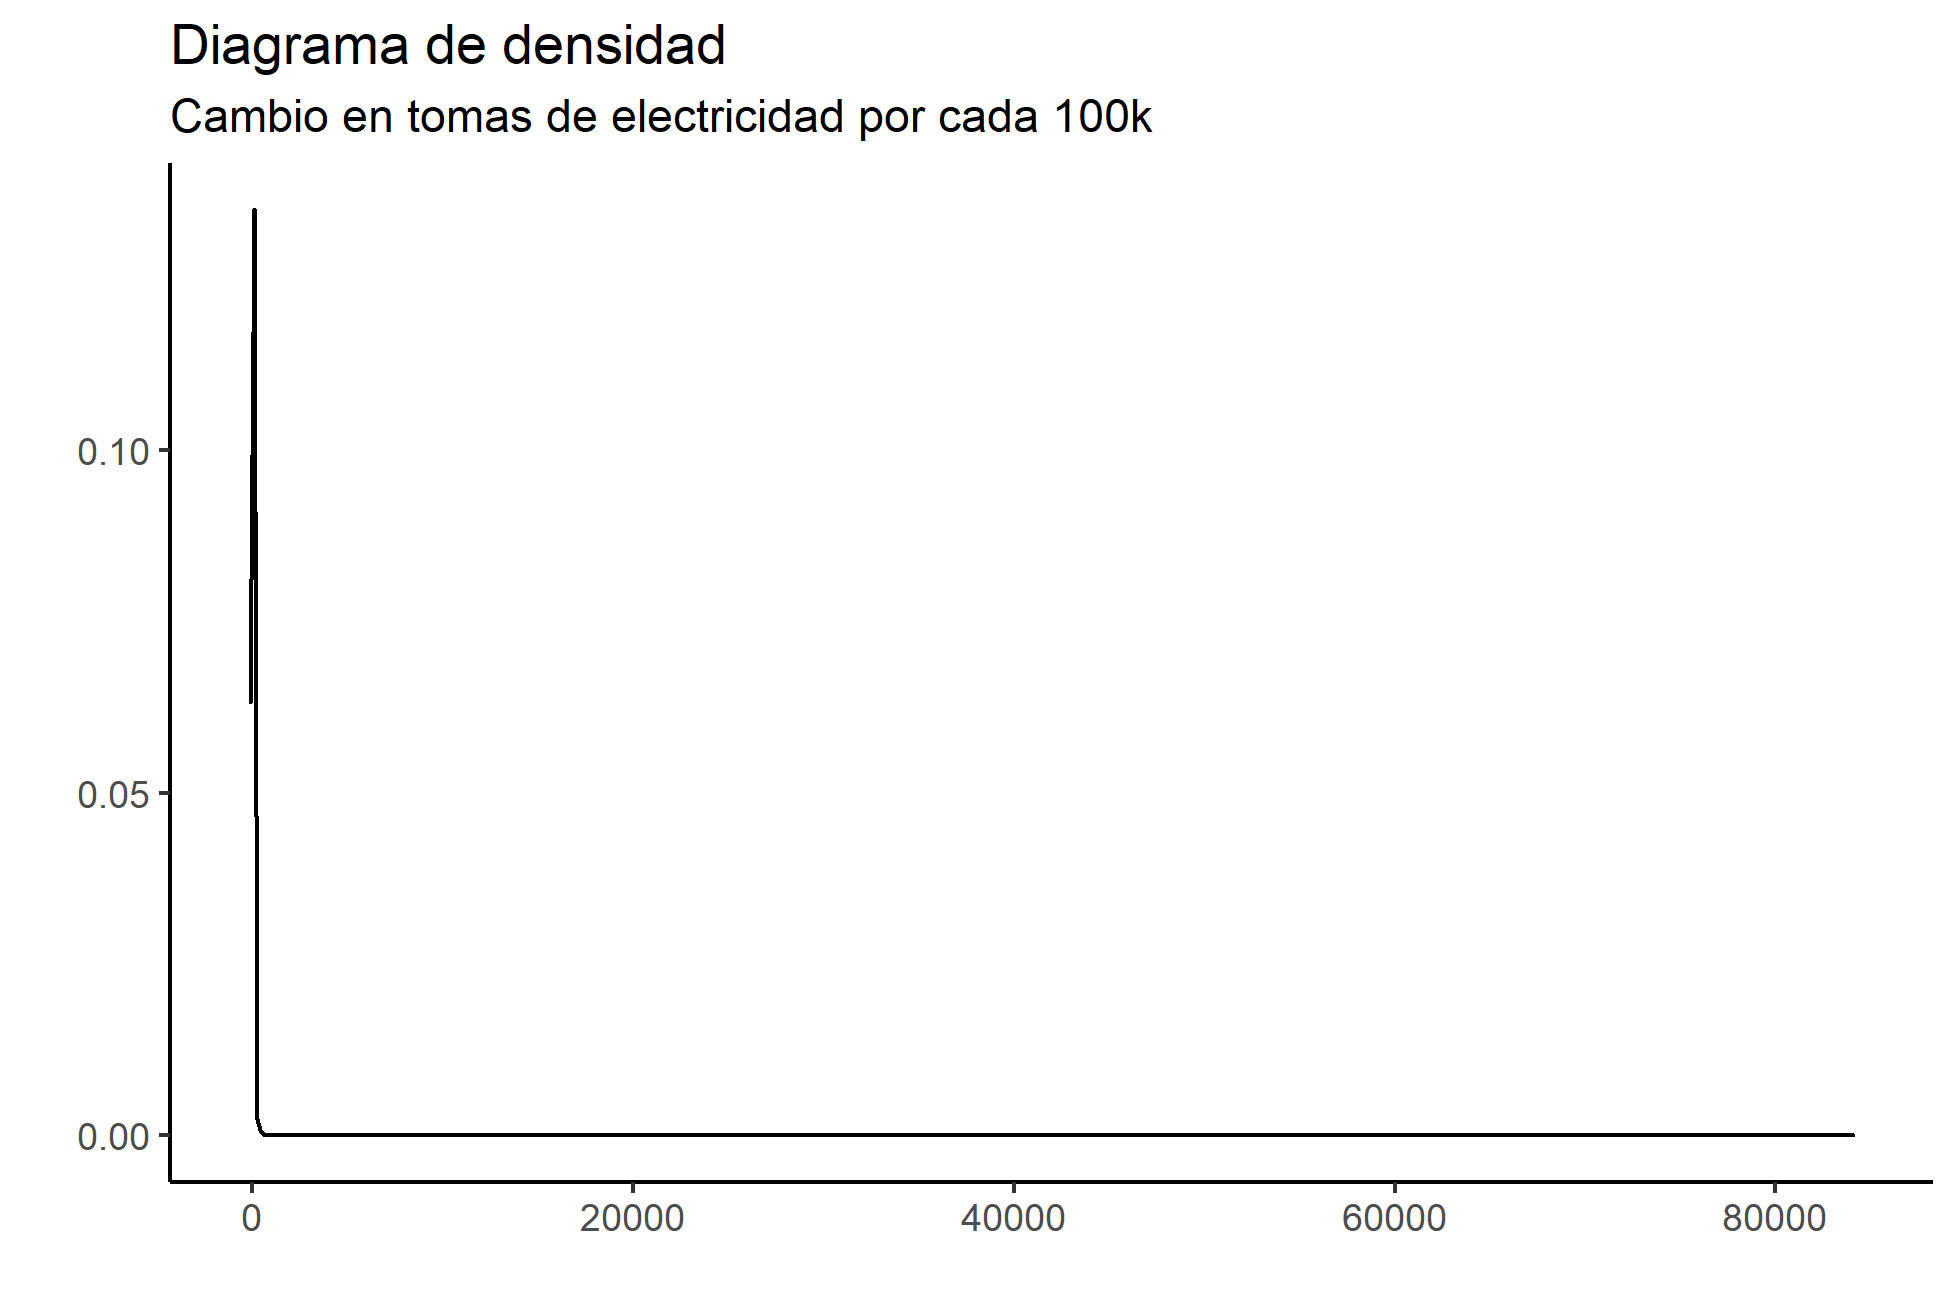 Diagrama de densidad
Cambio en tomas de electricidad por cada 100k
0.10
0.05
0.00
0 20000 40000 60000 80000